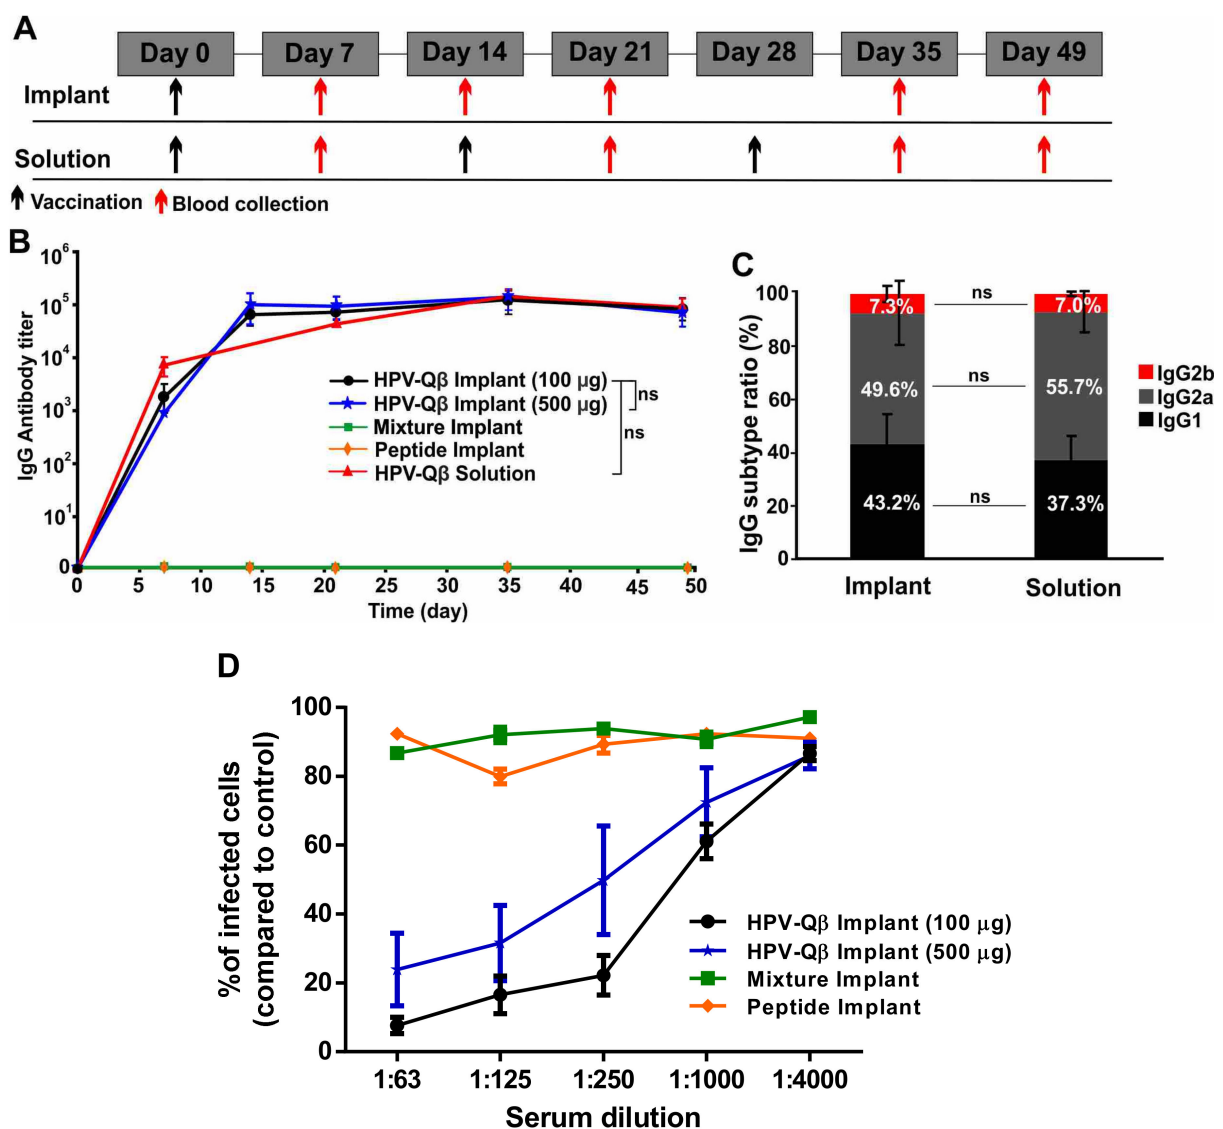 A
Day 0 Day 7 Day 14 Day 21 Day 28 Day 35 Day 49
Implant
Solution
Vaccination Blood collection
B
IgG Antibody titer
10^6
10^5
10^4
10^3
10^2
10^1
0
0 5 10 15 20 25 30 35 40 45 50
Time (day)
HPV-Qβ Implant (100 µg)
HPV-Qβ Implant (500 µg)
Mixture Implant
Peptide Implant
HPV-Qβ Solution
ns
ns
C
IgG subtype ratio (%)
100
80
60
40
20
0
7.3% ns 7.0%
49.6% ns 55.7%
43.2% ns 37.3%
Implant Solution
IgG2b
IgG2a
IgG1
D
%of infected cells
(compared to control)
100
80
60
40
20
0
1:63 1:125 1:250 1:1000 1:4000
Serum dilution
HPV-Qβ Implant (100 µg)
HPV-Qβ Implant (500 µg)
Mixture Implant
Peptide Implant